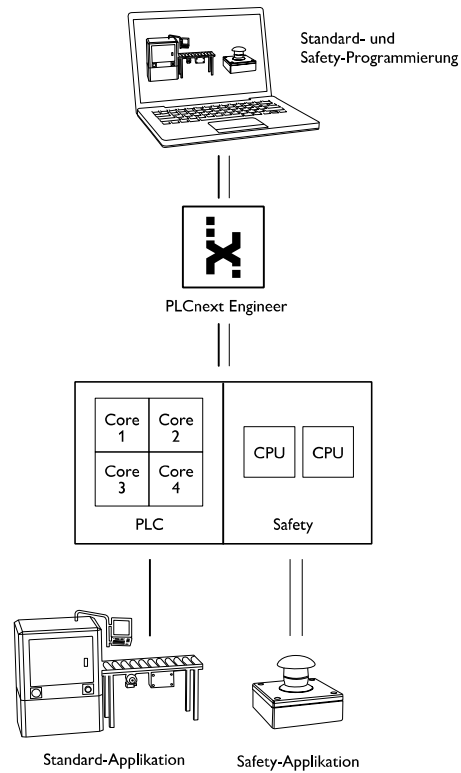 Standard- und
Safety-Programmierung
PLCnext Engineer
Core
1
Core
2
Core
3
Core
4
CPU
CPU
PLC
Safety
Standard-Applikation
Safety-Applikation